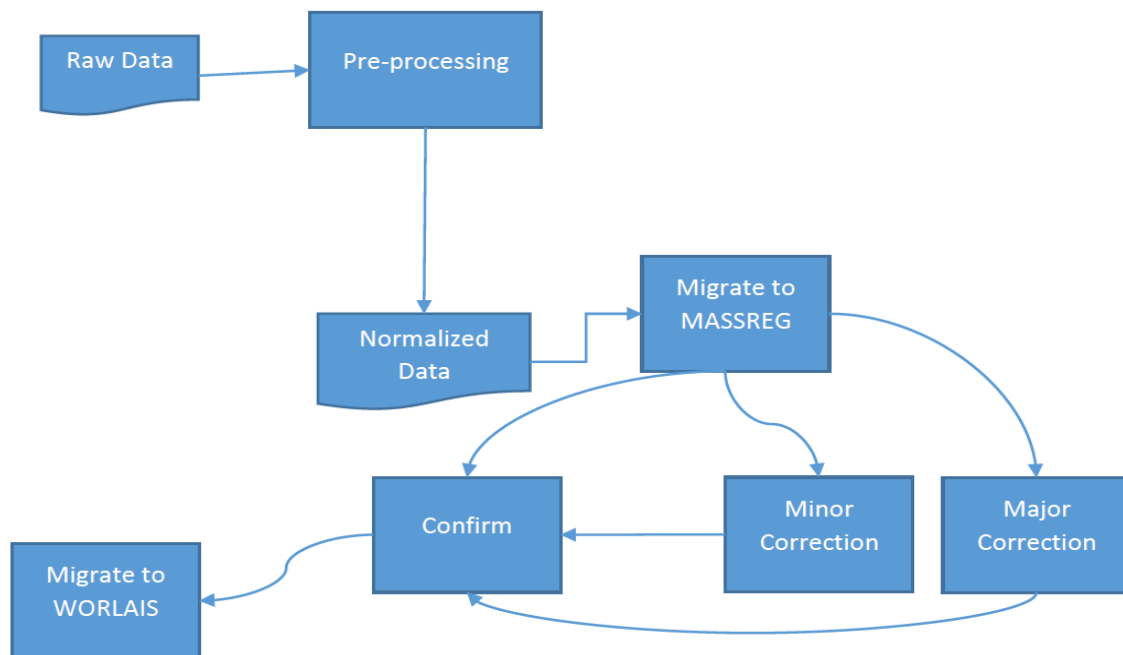 Raw Data
Pre-processing
Normalized
Data
Migrate to
MASSREG
Confirm
Minor
Correction
Major
Correction
Migrate to
WORLAIS